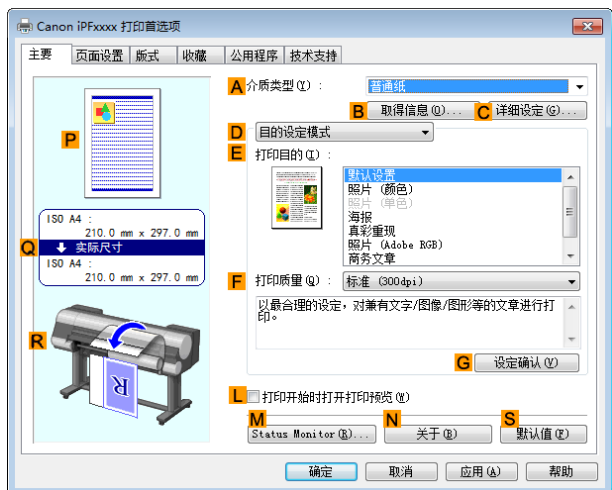 Canon iPFxxxx 打印首选项
主要 页面设置 版式 收藏 公用程序 技术支持
A 介质类型(Y) : 普通纸
B 取得信息(O)... C 详细设定(G)...
D 目的设定模式
E 打印目的(I) :
默认设置
照片 (颜色)
照片 (单色)
海报
真彩重现
照片 (Adobe RGB)
商务文章
P
ISO A4 :
210.0 mm x 297.0 mm
Q 实际尺寸
ISO A4 :
210.0 mm x 297.0 mm
F 打印质量(Q) : 标准 (300dpi)
以最合理的设定，对兼有文字/图像/图形等的文章进行打
印。
R
R
G 设定确认(V)
L 打印开始时打开打印预览(W)
M N S
Status Monitor(R)... 关于(B) 默认值(F)
确定 取消 应用(A) 帮助